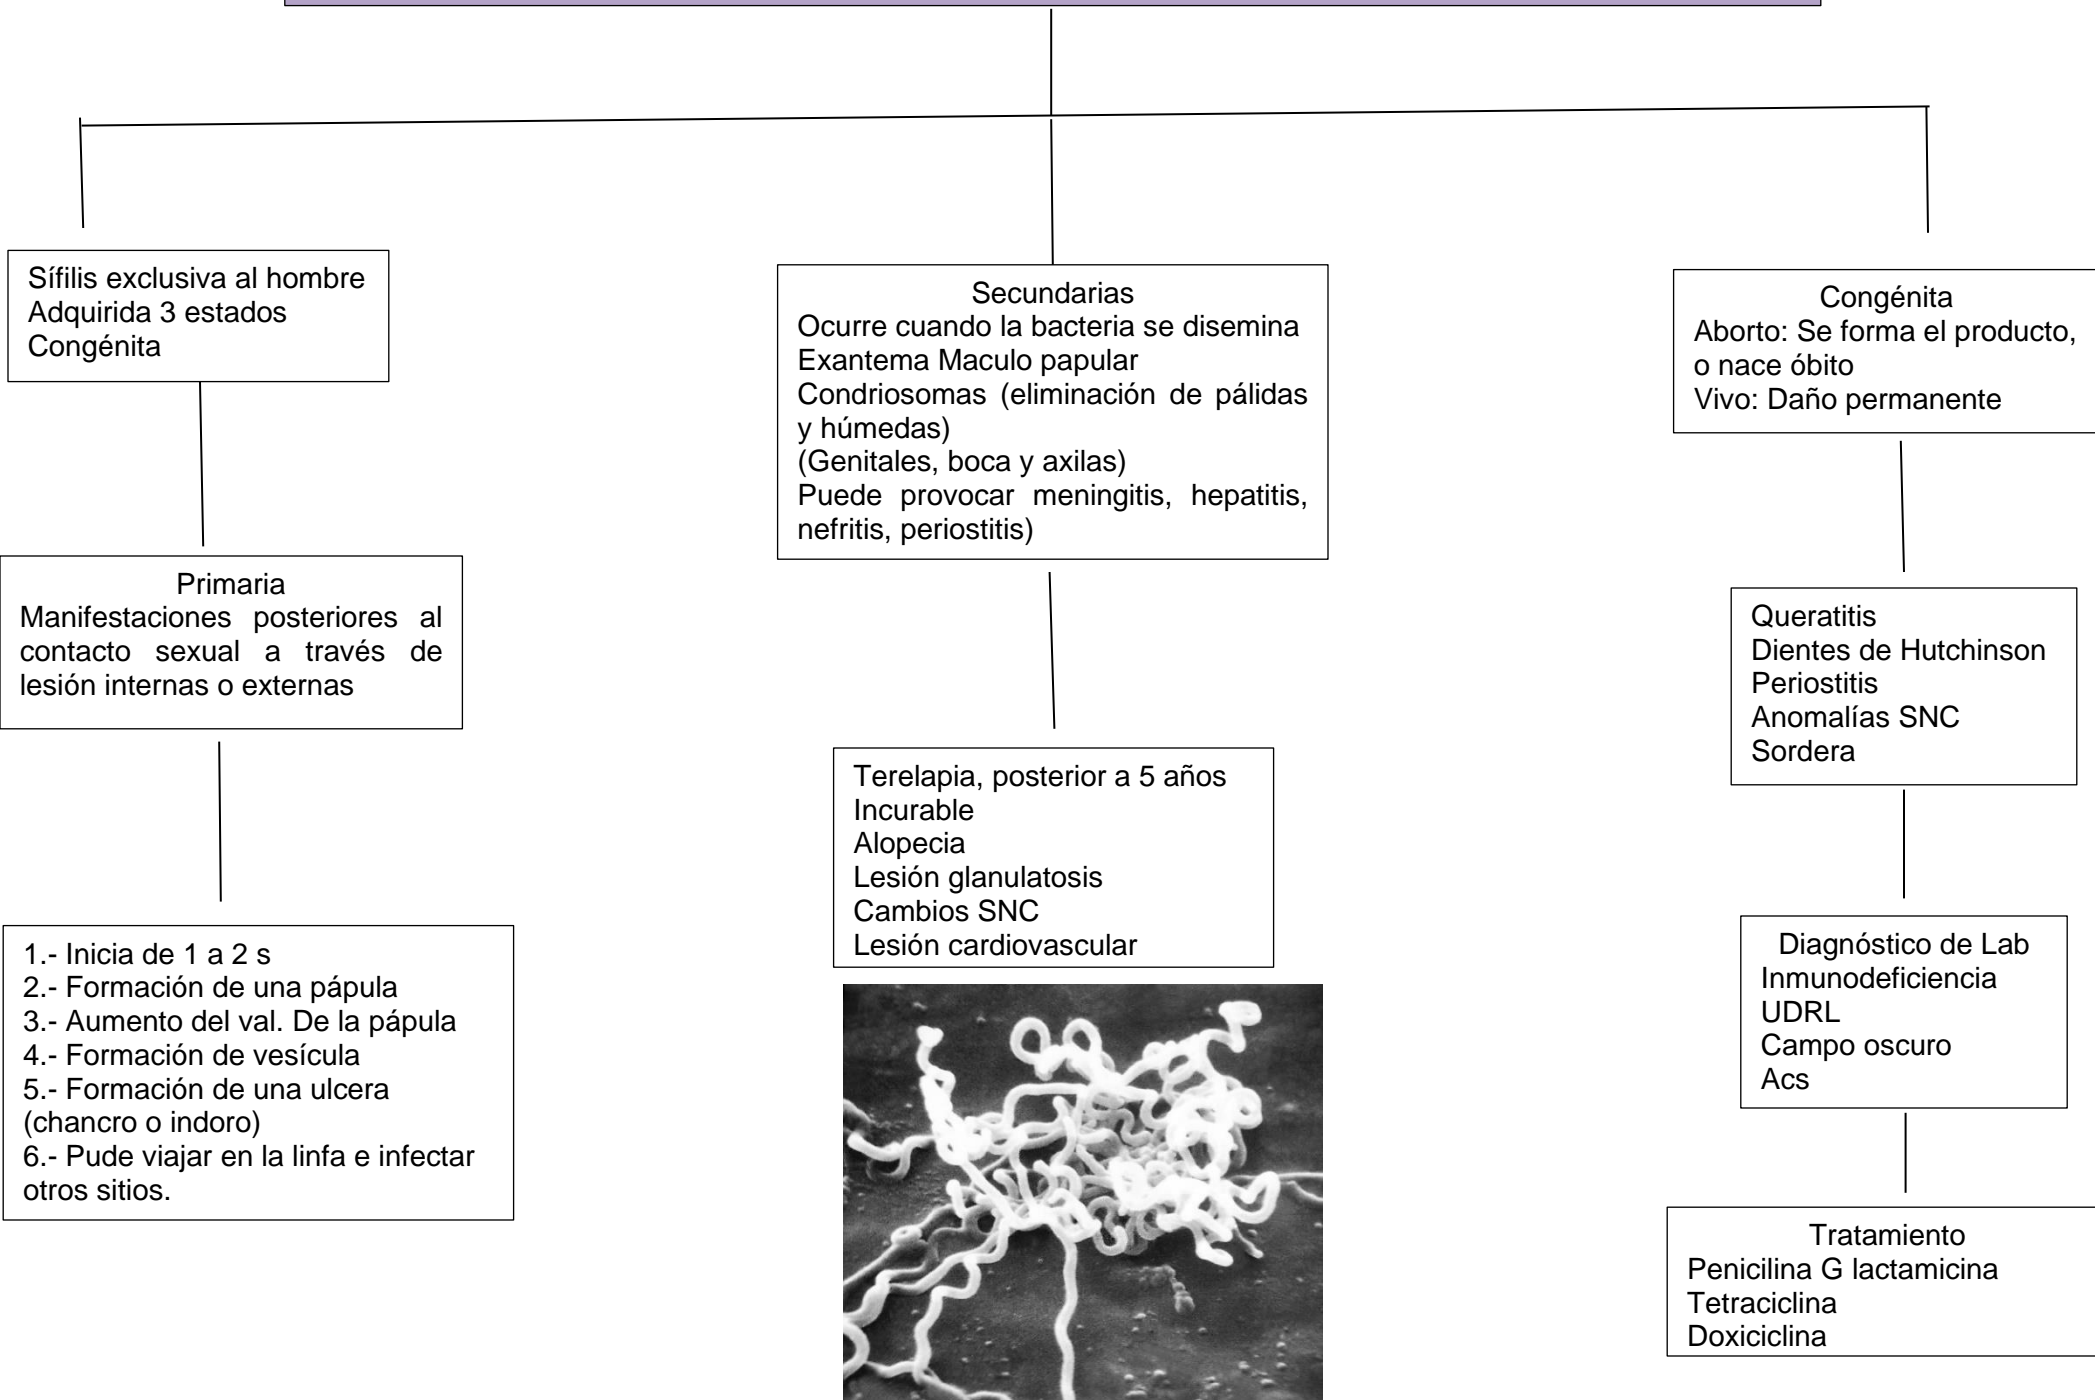 Sífilis exclusiva al hombre
Adquirida 3 estados
Congénita
Primaria
Manifestaciones posteriores al
contacto sexual a través de
lesión internas o externas
1.- Inicia de 1 a 2 s
2.- Formación de una pápula
3.- Aumento del val. De la pápula
4.- Formación de vesícula
5.- Formación de una ulcera
(chancro o indoro)
6.- Pude viajar en la linfa e infectar
otros sitios.
Secundarias
Ocurre cuando la bacteria se disemina
Exantema Maculo papular
Condriosomas (eliminación de pálidas
y húmedas)
(Genitales, boca y axilas)
Puede provocar meningitis, hepatitis,
nefritis, periostitis)
Terelapia, posterior a 5 años
Incurable
Alopecia
Lesión glanulatosis
Cambios SNC
Lesión cardiovascular
Congénita
Aborto: Se forma el producto,
o nace óbito
Vivo: Daño permanente
Queratitis
Dientes de Hutchinson
Periostitis
Anomalías SNC
Sordera
Diagnóstico de Lab
Inmunodeficiencia
UDRL
Campo oscuro
Acs
Tratamiento
Penicilina G lactamicina
Tetraciclina
Doxiciclina